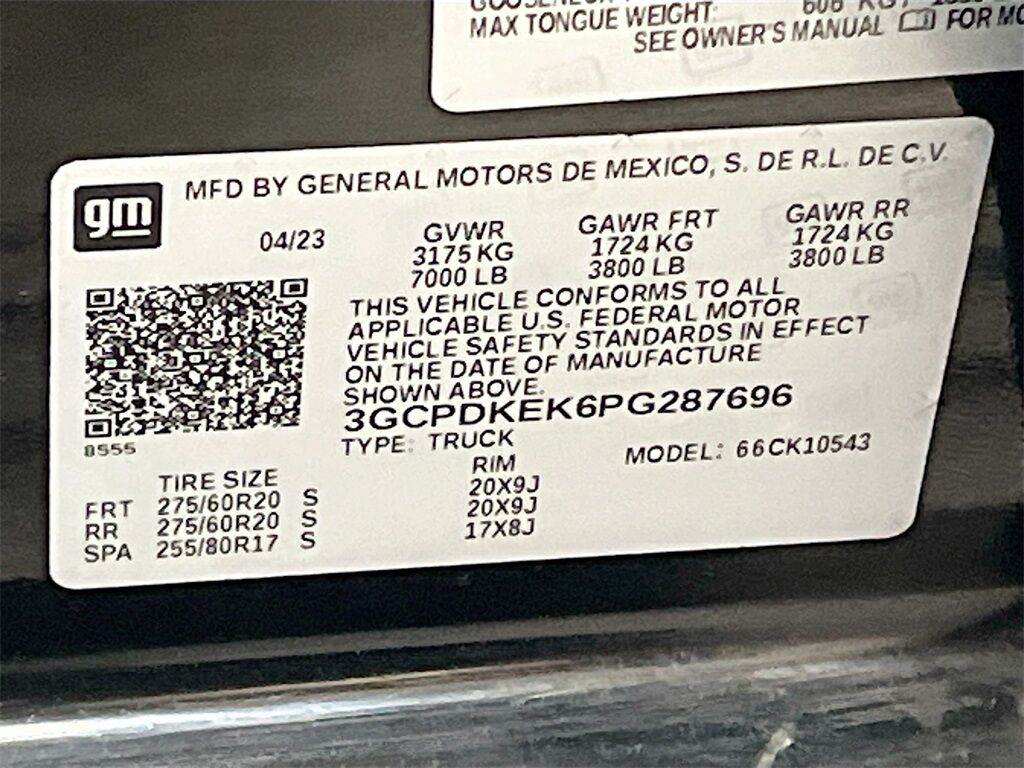 MAX TONGUE WEIGHT:
SEE OWNER'S MANUAL FOR
gm
MFD BY GENERAL MOTORS DE MEXICO, S. DE R.L. DE C.V.
04/23 GVWR GAWR FRT GAWR RR
3175 KG 1724 KG 1724 KG
7000 LB 3800 LB 3800 LB
THIS VEHICLE CONFORMS TO ALL
APPLICABLE U.S. FEDERAL MOTOR
VEHICLE SAFETY STANDARDS IN EFFECT
ON THE DATE OF MANUFACTURE
SHOWN ABOVE.
3GCPDKEK6PG287696
8555
TYPE: TRUCK MODEL: 66CK10543
TIRE SIZE RIM
FRT 275/60R20 S 20X9J
RR 275/60R20 S 20X9J
SPA 255/80R17 S 17X8J